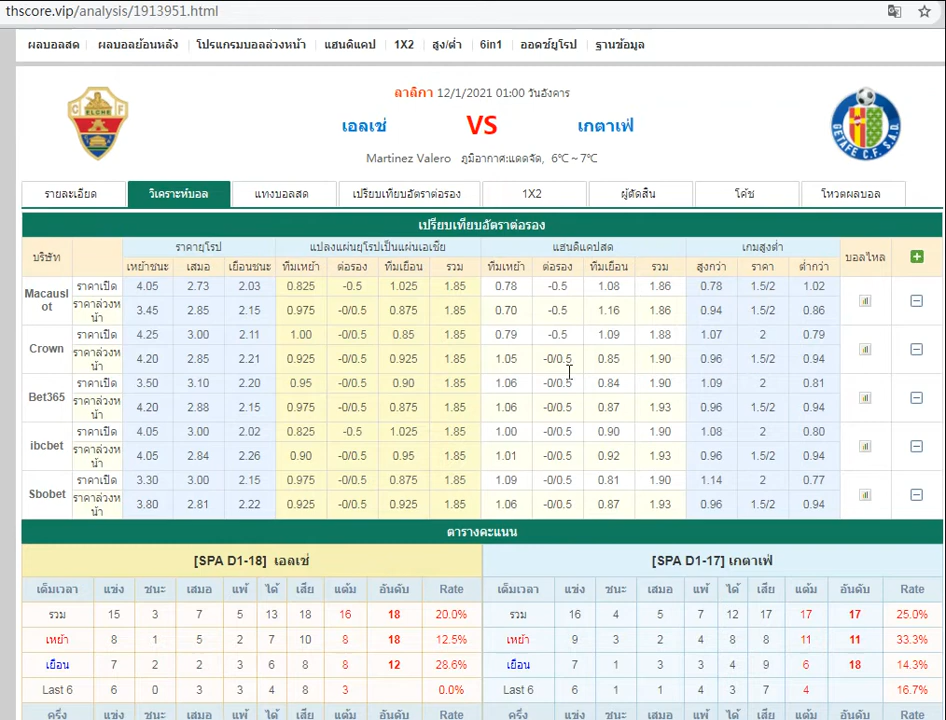 thscore.vip/analysis/1913951.html
ผลบอลสด ผลบอลย้อนหลัง โปรแกรมบอลล่วงหน้า แฮนดิแคป 1X2 สูง/ต่ำ 6in1 ออดซ์ยุโรป ฐานข้อมูล
ลาลีกา 12/1/2021 01:00 วันอังคาร
เอลเช่ VS เกตาเฟ่
Martinez Valero ภูมิอากาศ:แดดจัด, 6℃ ~ 7℃
รายละเอียด วิเคราะห์บอล แทงบอลสด เปรียบเทียบอัตราต่อรอง 1X2 ผู้ตัดสิน โค้ช โหวตผลบอล
เปรียบเทียบอัตราต่อรอง
บริษัท ราคายุโรป แปลงแผ่นยุโรปเป็นแผ่นเอเชีย แฮนดิแคปสด เกมสูงต่ำ บอลไหล
เหย้าชนะ เสมอ เยือนชนะ ทีมเหย้า ต่อรอง ทีมเยือน รวม ทีมเหย้า ต่อรอง ทีมเยือน รวม สูงกว่า ราคา ต่ำกว่า
Macauslot ราคาเปิด 4.05 2.73 2.03 0.825 -0.5 1.025 1.85 0.78 -0.5 1.08 1.86 0.78 1.5/2 1.02
ราคาล่วงหน้า 3.45 2.85 2.15 0.975 -0/0.5 0.875 1.85 0.70 -0.5 1.16 1.86 0.94 1.5/2 0.86
Crown ราคาเปิด 4.25 3.00 2.11 1.00 -0/0.5 0.85 1.85 0.79 -0.5 1.09 1.88 1.07 2 0.79
ราคาล่วงหน้า 4.20 2.85 2.21 0.925 -0/0.5 0.925 1.85 1.05 -0/0.5 0.85 1.90 0.96 1.5/2 0.94
Bet365 ราคาเปิด 3.50 3.10 2.20 0.95 -0/0.5 0.90 1.85 1.06 -0/0.5 0.84 1.90 1.09 2 0.81
ราคาล่วงหน้า 4.20 2.88 2.15 0.975 -0/0.5 0.875 1.85 1.06 -0/0.5 0.87 1.93 0.96 1.5/2 0.94
ibcbet ราคาเปิด 4.05 3.00 2.02 0.825 -0.5 1.025 1.85 1.00 -0/0.5 0.90 1.90 1.08 2 0.80
ราคาล่วงหน้า 4.05 2.84 2.26 0.90 -0/0.5 0.95 1.85 1.01 -0/0.5 0.92 1.93 0.96 1.5/2 0.94
Sbobet ราคาเปิด 3.30 3.00 2.15 0.975 -0/0.5 0.875 1.85 1.09 -0/0.5 0.81 1.90 1.14 2 0.77
ราคาล่วงหน้า 3.80 2.81 2.22 0.925 -0/0.5 0.925 1.85 1.06 -0/0.5 0.87 1.93 0.96 1.5/2 0.94
ตารางคะแนน
[SPA D1-18] เอลเช่ [SPA D1-17] เกตาเฟ่
เต็มเวลา แข่ง ชนะ เสมอ แพ้ ได้ เสีย แต้ม อันดับ Rate เต็มเวลา แข่ง ชนะ เสมอ แพ้ ได้ เสีย แต้ม อันดับ Rate
รวม 15 3 7 5 13 18 16 18 20.0% รวม 16 4 5 7 12 17 17 17 25.0%
เหย้า 8 1 5 2 7 10 8 18 12.5% เหย้า 9 3 2 4 8 8 11 11 33.3%
เยือน 7 2 2 3 6 8 8 12 28.6% เยือน 7 1 3 3 4 9 6 18 14.3%
Last 6 6 0 3 3 4 8 3 0.0% Last 6 6 1 1 4 3 7 4 16.7%
ครึ่ง แข่ง ชนะ เสมอ แพ้ ได้ เสีย แต้ม อันดับ Rate ครึ่ง แข่ง ชนะ เสมอ แพ้ ได้ เสีย แต้ม อันดับ Rate